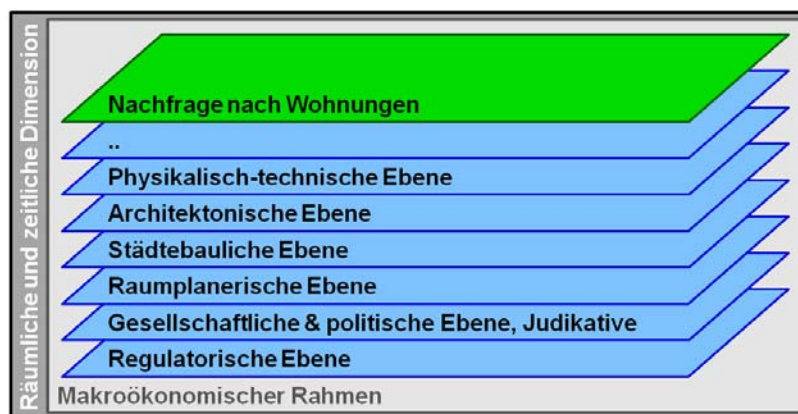 Räumliche und zeitliche Dimension
Nachfrage nach Wohnungen
..
Physikalisch-technische Ebene
Architektonische Ebene
Städtebauliche Ebene
Raumplanerische Ebene
Gesellschaftliche & politische Ebene, Judikative
Regulatorische Ebene
Makroökonomischer Rahmen